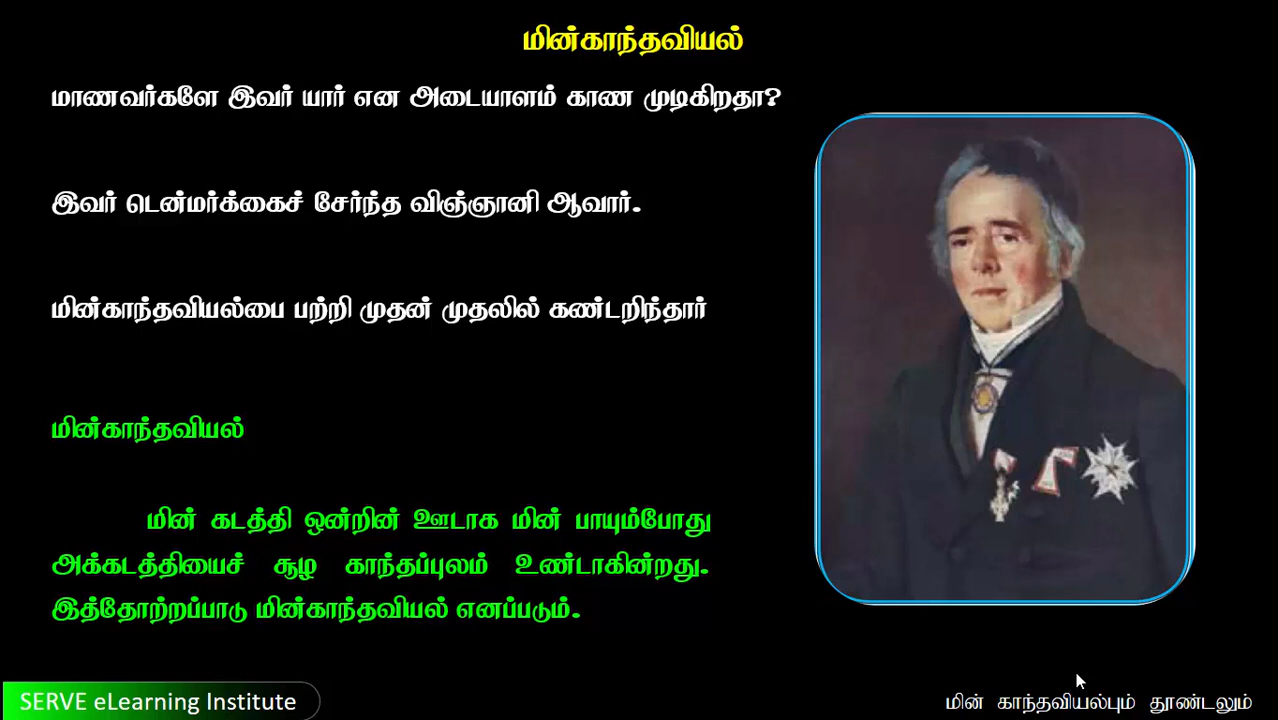 மின்காந்தவியல்
மாணவர்களே இவர் யார் என அடையாளம் காண முடிகிறதா?
இவர் டென்மார்க்கைச் சேர்ந்த விஞ்ஞானி ஆவார்.
மின்காந்தவியல்பை பற்றி முதன் முதலில் கண்டறிந்தார்
மின்காந்தவியல்
மின் கடத்தி ஒன்றின் ஊடாக மின் பாயும்போது
அக்கடத்தியைச் சூழ காந்தப்புலம் உண்டாகின்றது.
இத்தோற்றப்பாடு மின்காந்தவியல் எனப்படும்.
SERVE eLearning Institute
மின் காந்தவியல்பும் தூண்டலும்